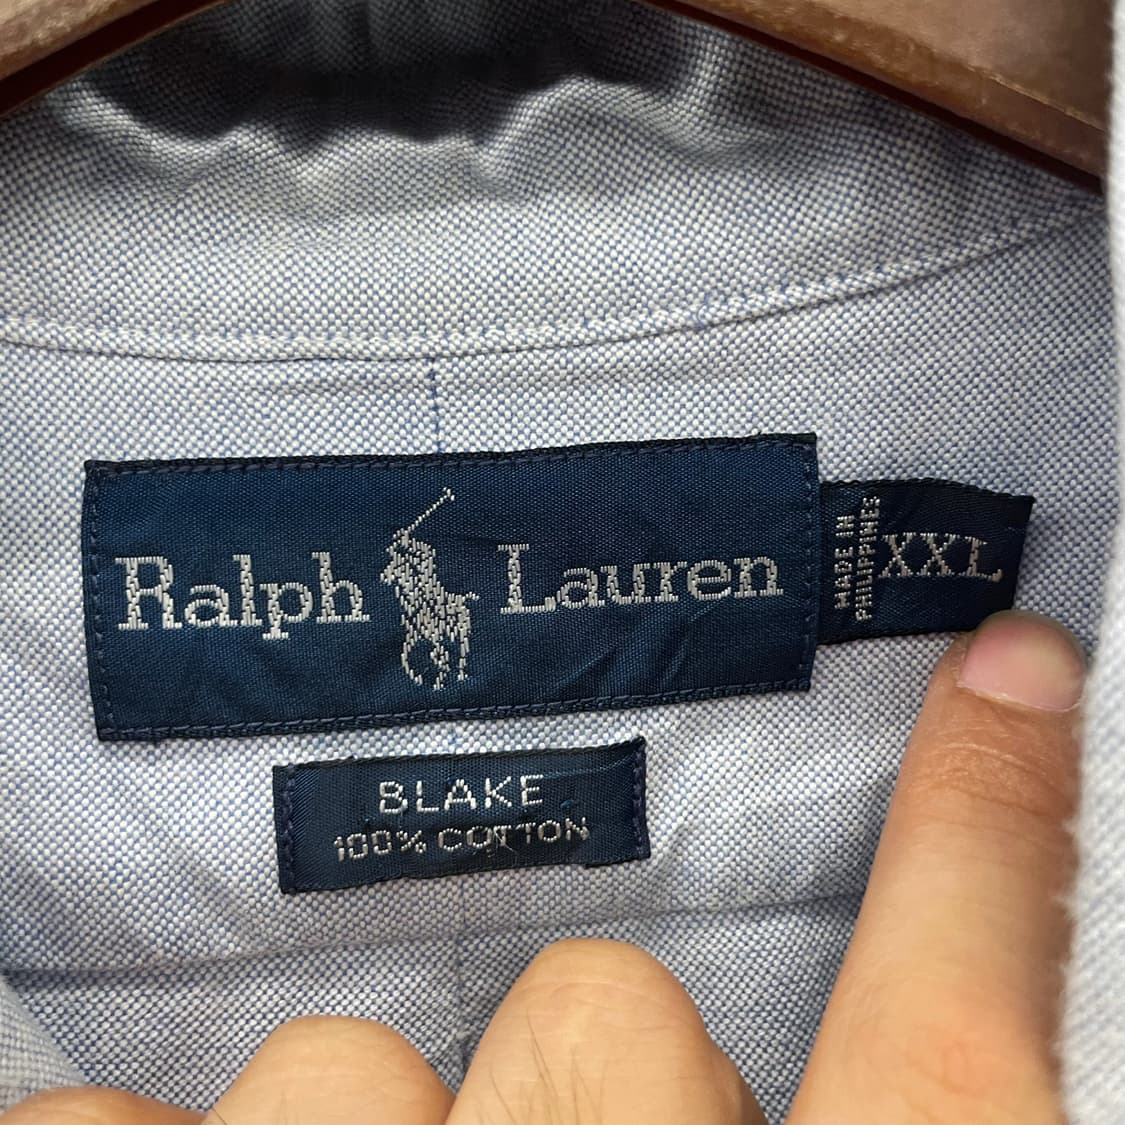 Ralph Lauren
MADE IN
PHILIPPINES
XXL
BLAKE
100% COTTON